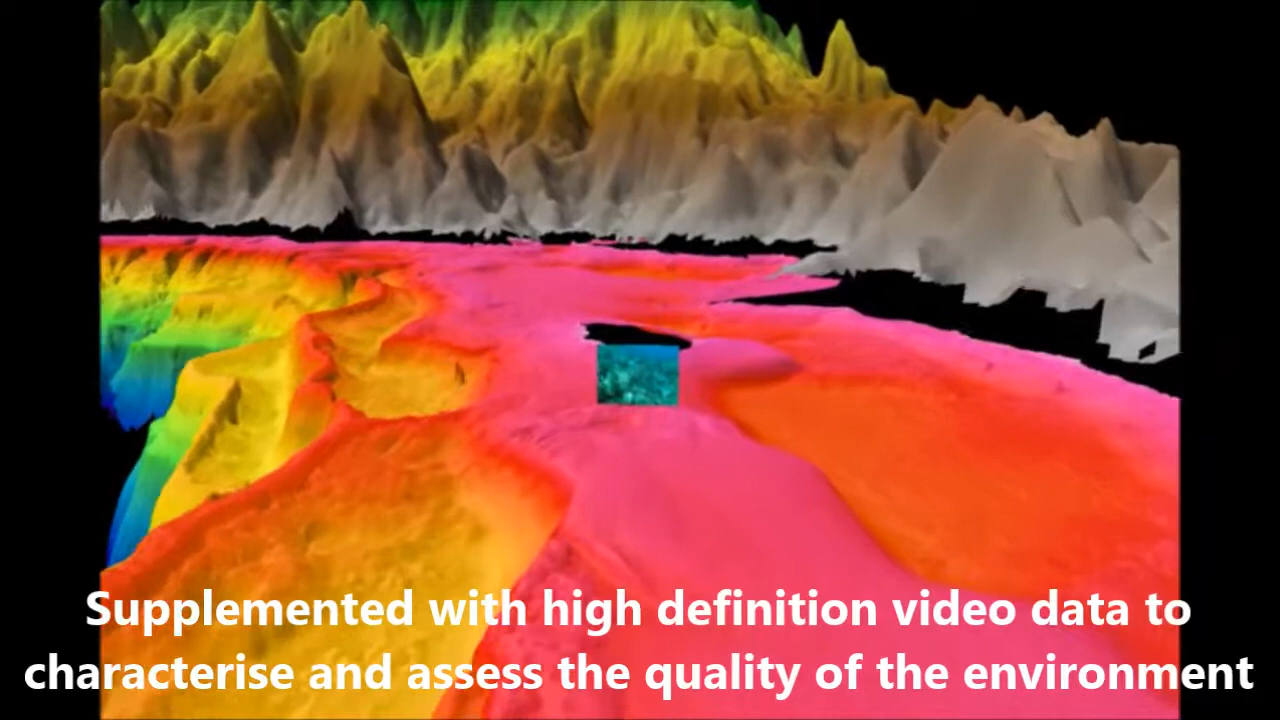 Supplemented with high definition video data to
characterise and assess the quality of the environment